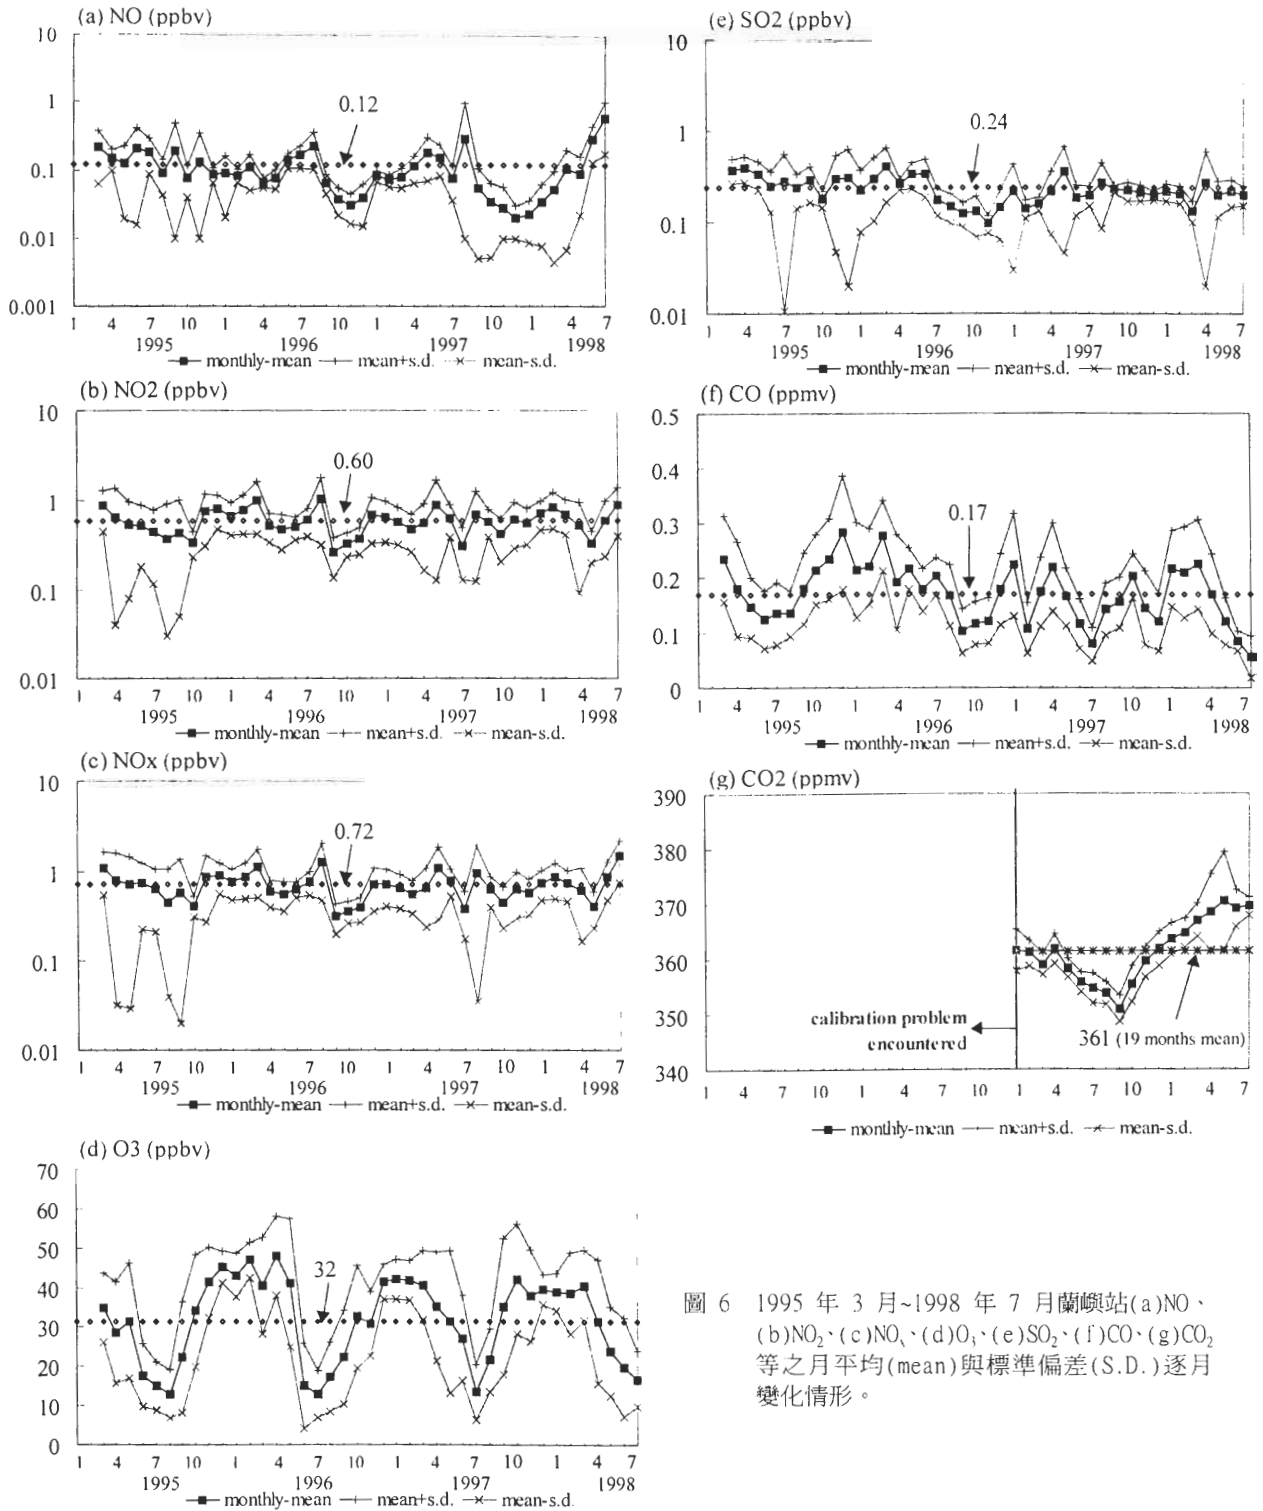 (a) NO (ppbv)
10
1
0.1
0.01
0.001
0.12
1 4 7 10 1 4 7 10 1 4 7 10 1 4 7
1995 1996 1997 1998
monthly-mean mean+s.d. mean-s.d.
(b) NO2 (ppbv)
10
1
0.1
0.01
0.60
1 4 7 10 1 4 7 10 1 4 7 10 1 4 7
1995 1996 1997 1998
monthly-mean mean+s.d. mean-s.d.
(c) NOx (ppbv)
10
1
0.1
0.01
0.72
1 4 7 10 1 4 7 10 1 4 7 10 1 4 7
1995 1996 1997 1998
monthly-mean mean+s.d. mean-s.d.
(d) O3 (ppbv)
70
60
50
40
30
20
10
0
32
1 4 7 10 1 4 7 10 1 4 7 10 1 4 7
1995 1996 1997 1998
monthly-mean mean+s.d. mean-s.d.
(e) SO2 (ppbv)
10
1
0.1
0.01
0.24
1 4 7 10 1 4 7 10 1 4 7 10 1 4 7
1995 1996 1997 1998
monthly-mean mean+s.d. mean-s.d.
(f) CO (ppmv)
0.5
0.4
0.3
0.2
0.1
0
0.17
1 4 7 10 1 4 7 10 1 4 7 10 1 4 7
1995 1996 1997 1998
monthly-mean mean+s.d. mean-s.d.
(g) CO2 (ppmv)
390
380
370
360
350
340
calibration problem
encountered
361 (19 months mean)
1 4 7 10 1 4 7 10 1 4 7 10 1 4 7
monthly-mean mean+s.d. mean-s.d.
圖 6 1995 年 3 月~1998 年 7 月蘭嶼站(a)NO、
(b)NO₂、(c)NOₓ、(d)O₃、(e)SO₂、(f)CO、(g)CO₂
等之月平均(mean)與標準偏差(S.D.)逐月
變化情形。